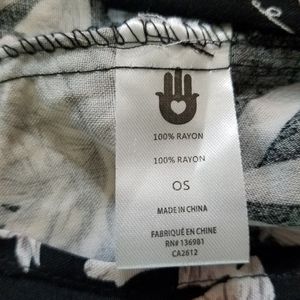 100% RAYON
100% RAYON
OS
MADE IN CHINA
FABRIQUÉ EN CHINE
RN# 136981
CA2612